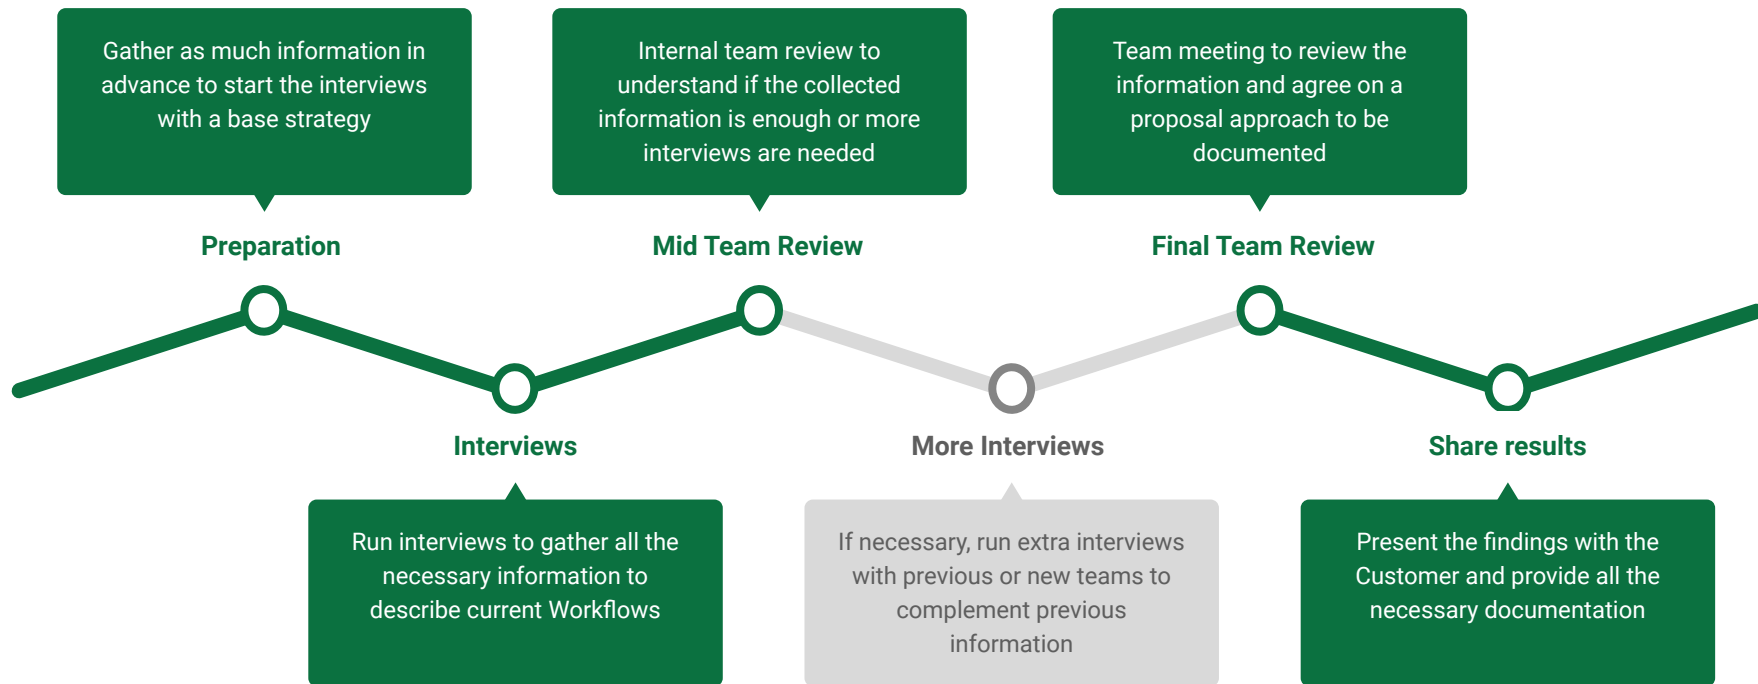 Gather as much information in
advance to start the interviews
with a base strategy
Preparation
Interviews
Run interviews to gather all the
necessary information to
describe current Workflows
Internal team review to
understand if the collected
information is enough or more
interviews are needed
Mid Team Review
More Interviews
If necessary, run extra interviews
with previous or new teams to
complement previous
information
Team meeting to review the
information and agree on a
proposal approach to be
documented
Final Team Review
Share results
Present the findings with the
Customer and provide all the
necessary documentation